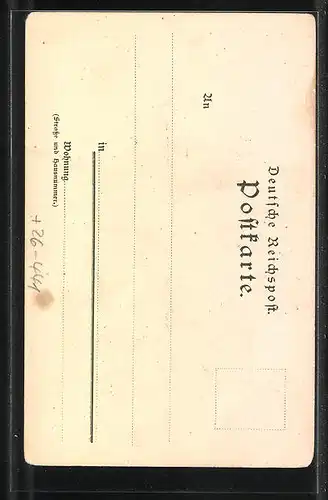 Deutsche Reichspost.
Postkarte.
An
in
Wohnung
(Straße und Hausnummer.)
+26-444